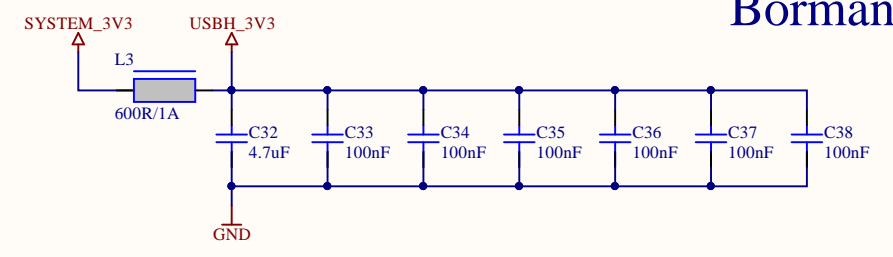 Borman
SYSTEM_3V3
USBH_3V3
L3
600R/1A
C32
4.7uF
C33
100nF
C34
100nF
C35
100nF
C36
100nF
C37
100nF
C38
100nF
GND